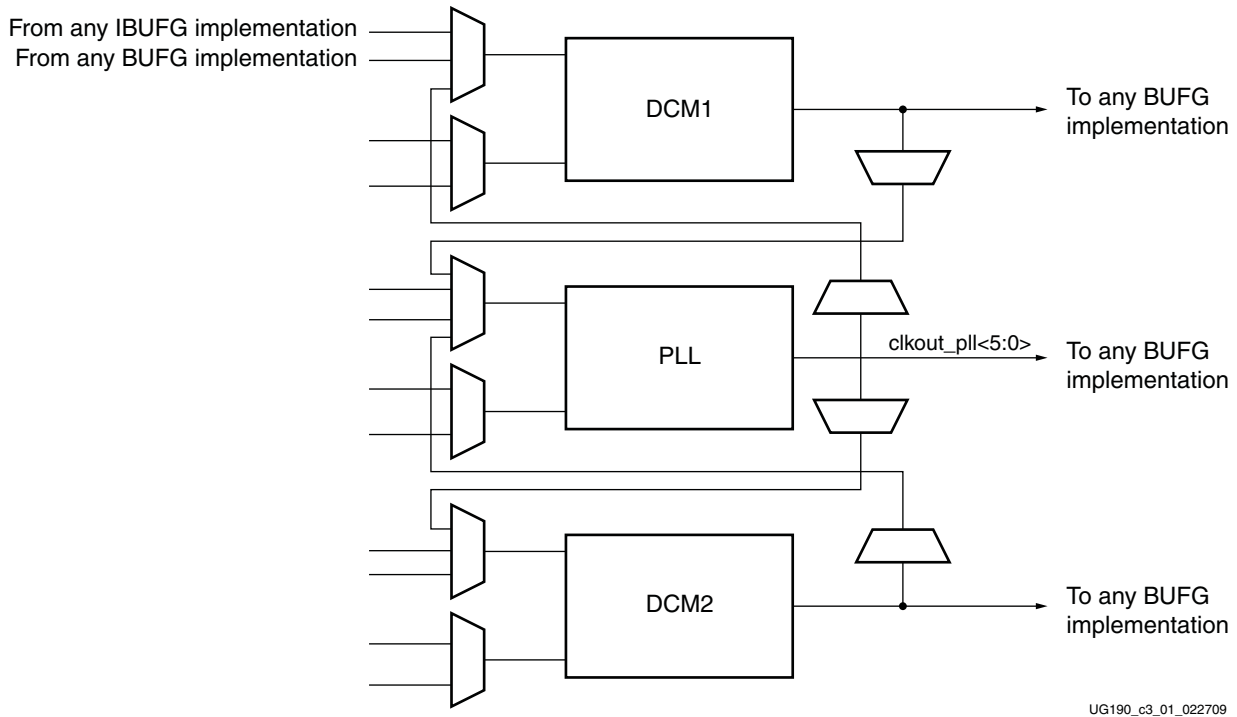 From any IBUFG implementation
From any BUFG implementation
DCM1
To any BUFG
implementation
PLL
clkout_pll<5:0>
To any BUFG
implementation
DCM2
To any BUFG
implementation
UG190_c3_01_022709